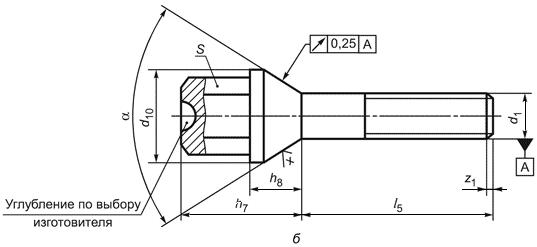 S
0,25 A
α
d10
d1
A
x
h8
z1
Углубление по выбору
изготовителя
h7
l5
б